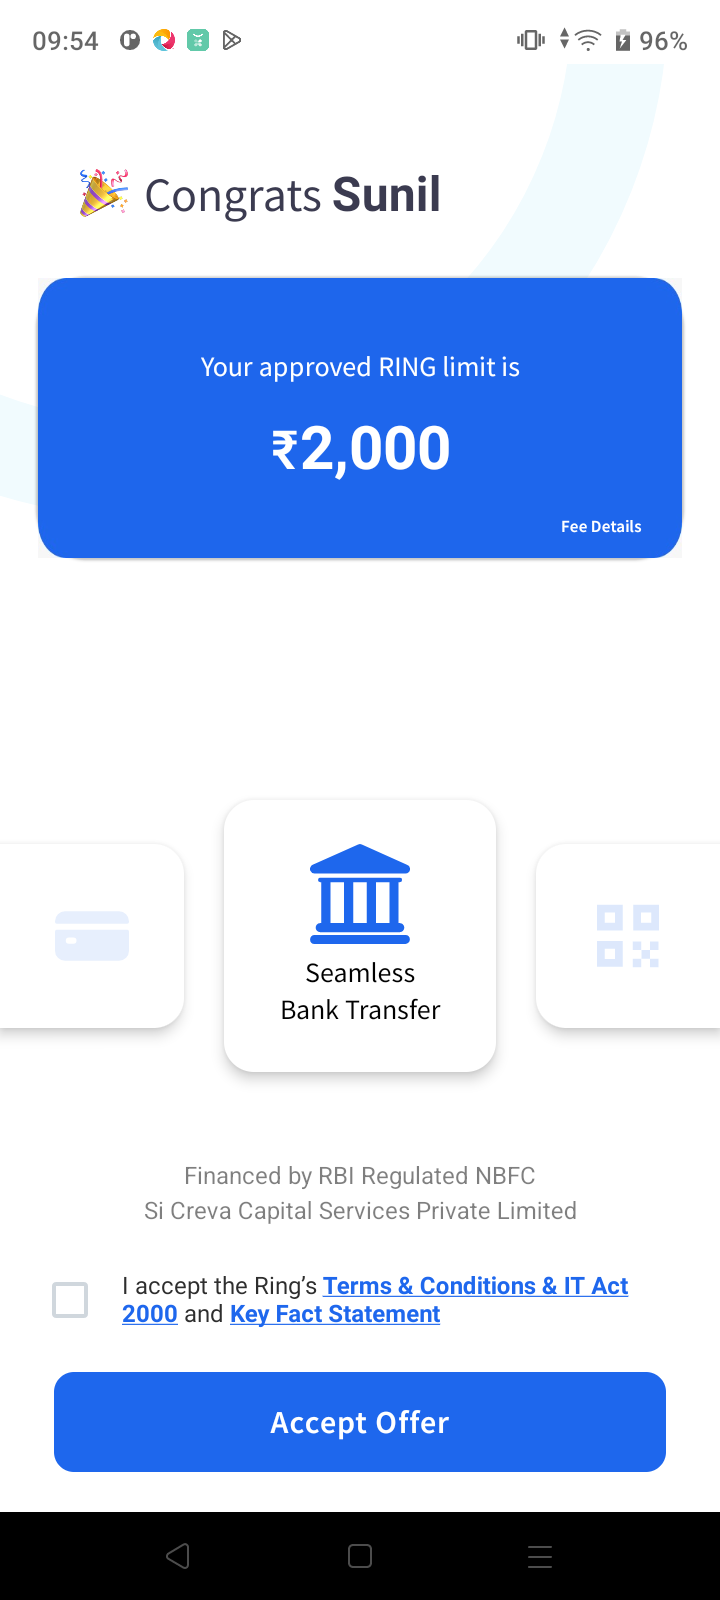 09:54
96%
Congrats Sunil
Your approved RING limit is
₹2,000
Fee Details
Seamless
Bank Transfer
Financed by RBI Regulated NBFC
Si Creva Capital Services Private Limited
I accept the Ring’s Terms & Conditions & IT Act
2000 and Key Fact Statement
Accept Offer